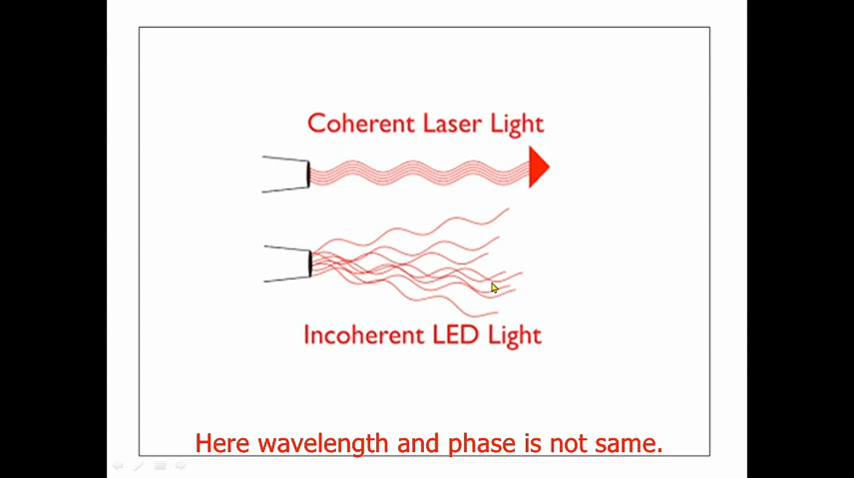 Coherent Laser Light
Incoherent LED Light
Here wavelength and phase is not same.